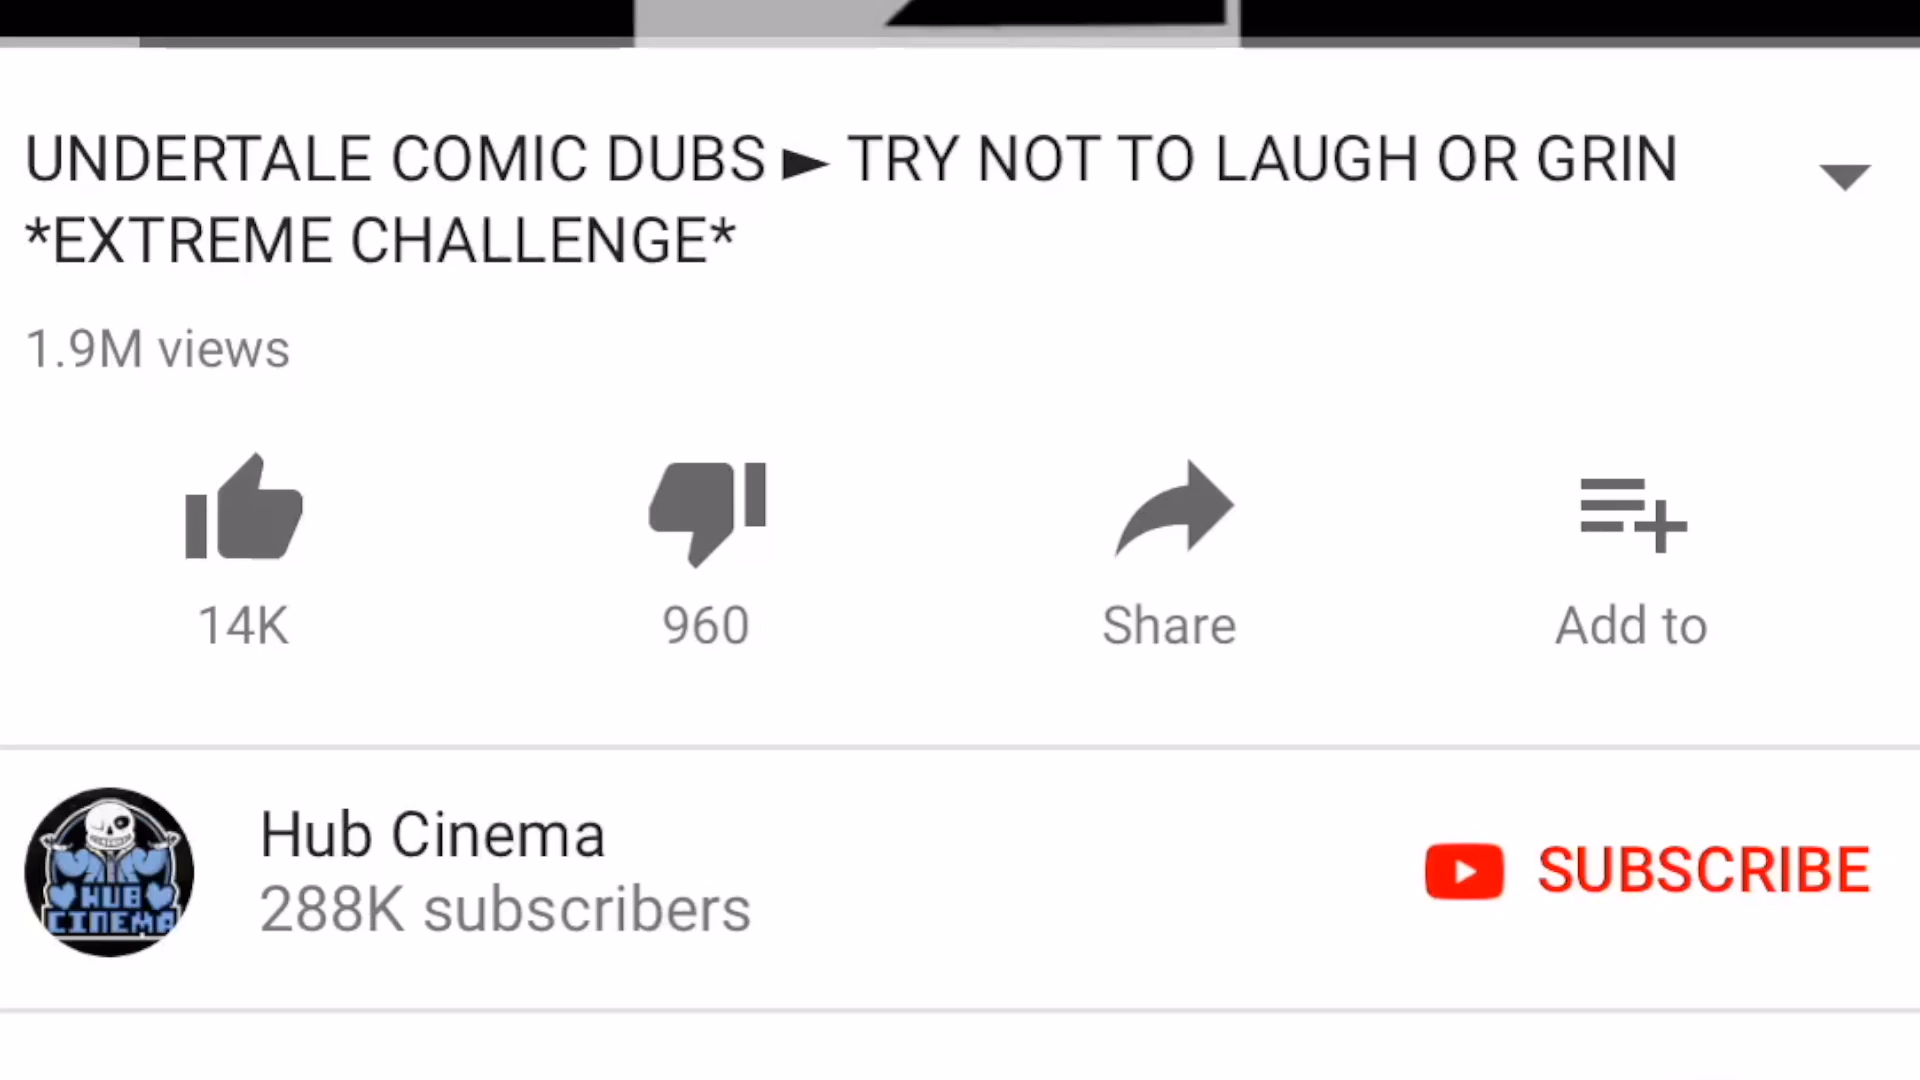 UNDERTALE COMIC DUBS ► TRY NOT TO LAUGH OR GRIN
*EXTREME CHALLENGE*
1.9M views
14K
960
Share
Add to
HUB
CINEMA
Hub Cinema
288K subscribers
SUBSCRIBE